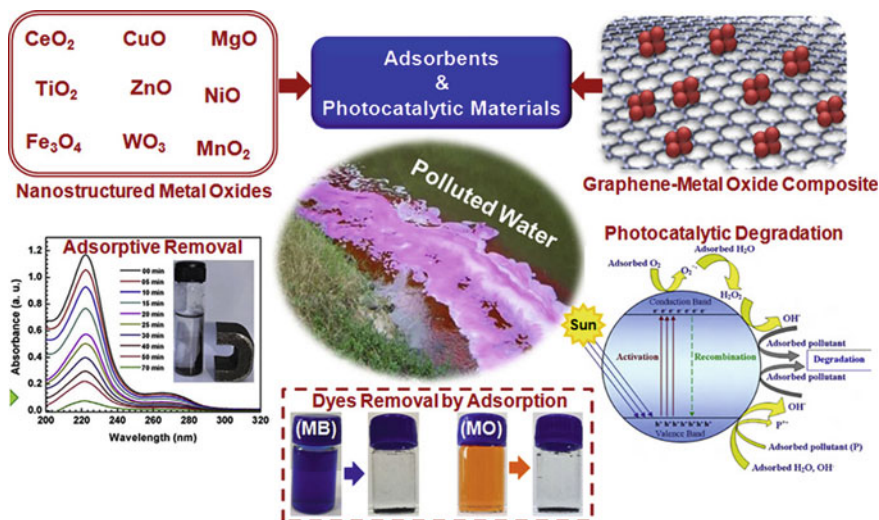 CeO₂ CuO MgO
TiO₂ ZnO NiO
Fe₃O₄ WO₃ MnO₂
Nanostructured Metal Oxides
Adsorbents
&
Photocatalytic Materials
Graphene-Metal Oxide Composite
Polluted Water
Adsorptive Removal
Absorbance (a. u.)
1.2
1.0
0.8
0.6
0.4
0.2
0.0
200 220 240 260 280 300 320
Wavelength (nm)
00 min
05 min
10 min
15 min
20 min
25 min
30 min
40 min
50 min
70 min
Dyes Removal by Adsorption
(MB)
(MO)
Photocatalytic Degradation
Adsorbed O₂
O₂⁻•
Adsorbed H₂O
H₂O₂
OH•
Conduction Band
e⁻ e⁻ e⁻ e⁻ e⁻ e⁻
Sun
Activation
Recombination
Adsorbed pollutant
Degradation
Adsorbed pollutant
OH•
h⁺ h⁺ h⁺ h⁺ h⁺ h⁺
Valence Band
P⁺•
Adsorbed pollutant (P)
Adsorbed H₂O, OH⁻